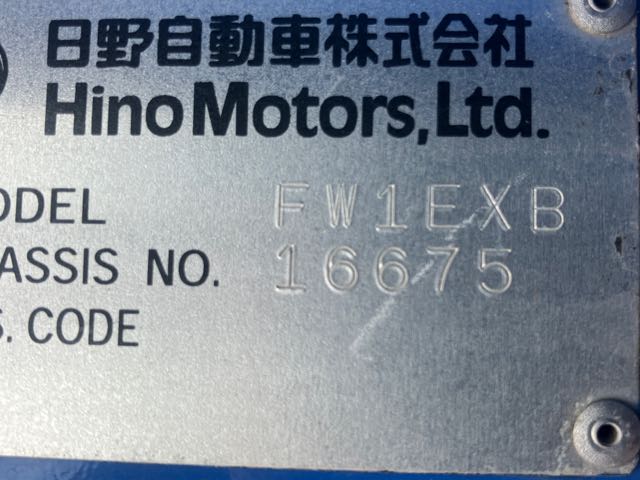 日野自動車株式会社
Hino Motors, Ltd.
ODEL FW1EXB
ASSIS NO. 16675
S. CODE